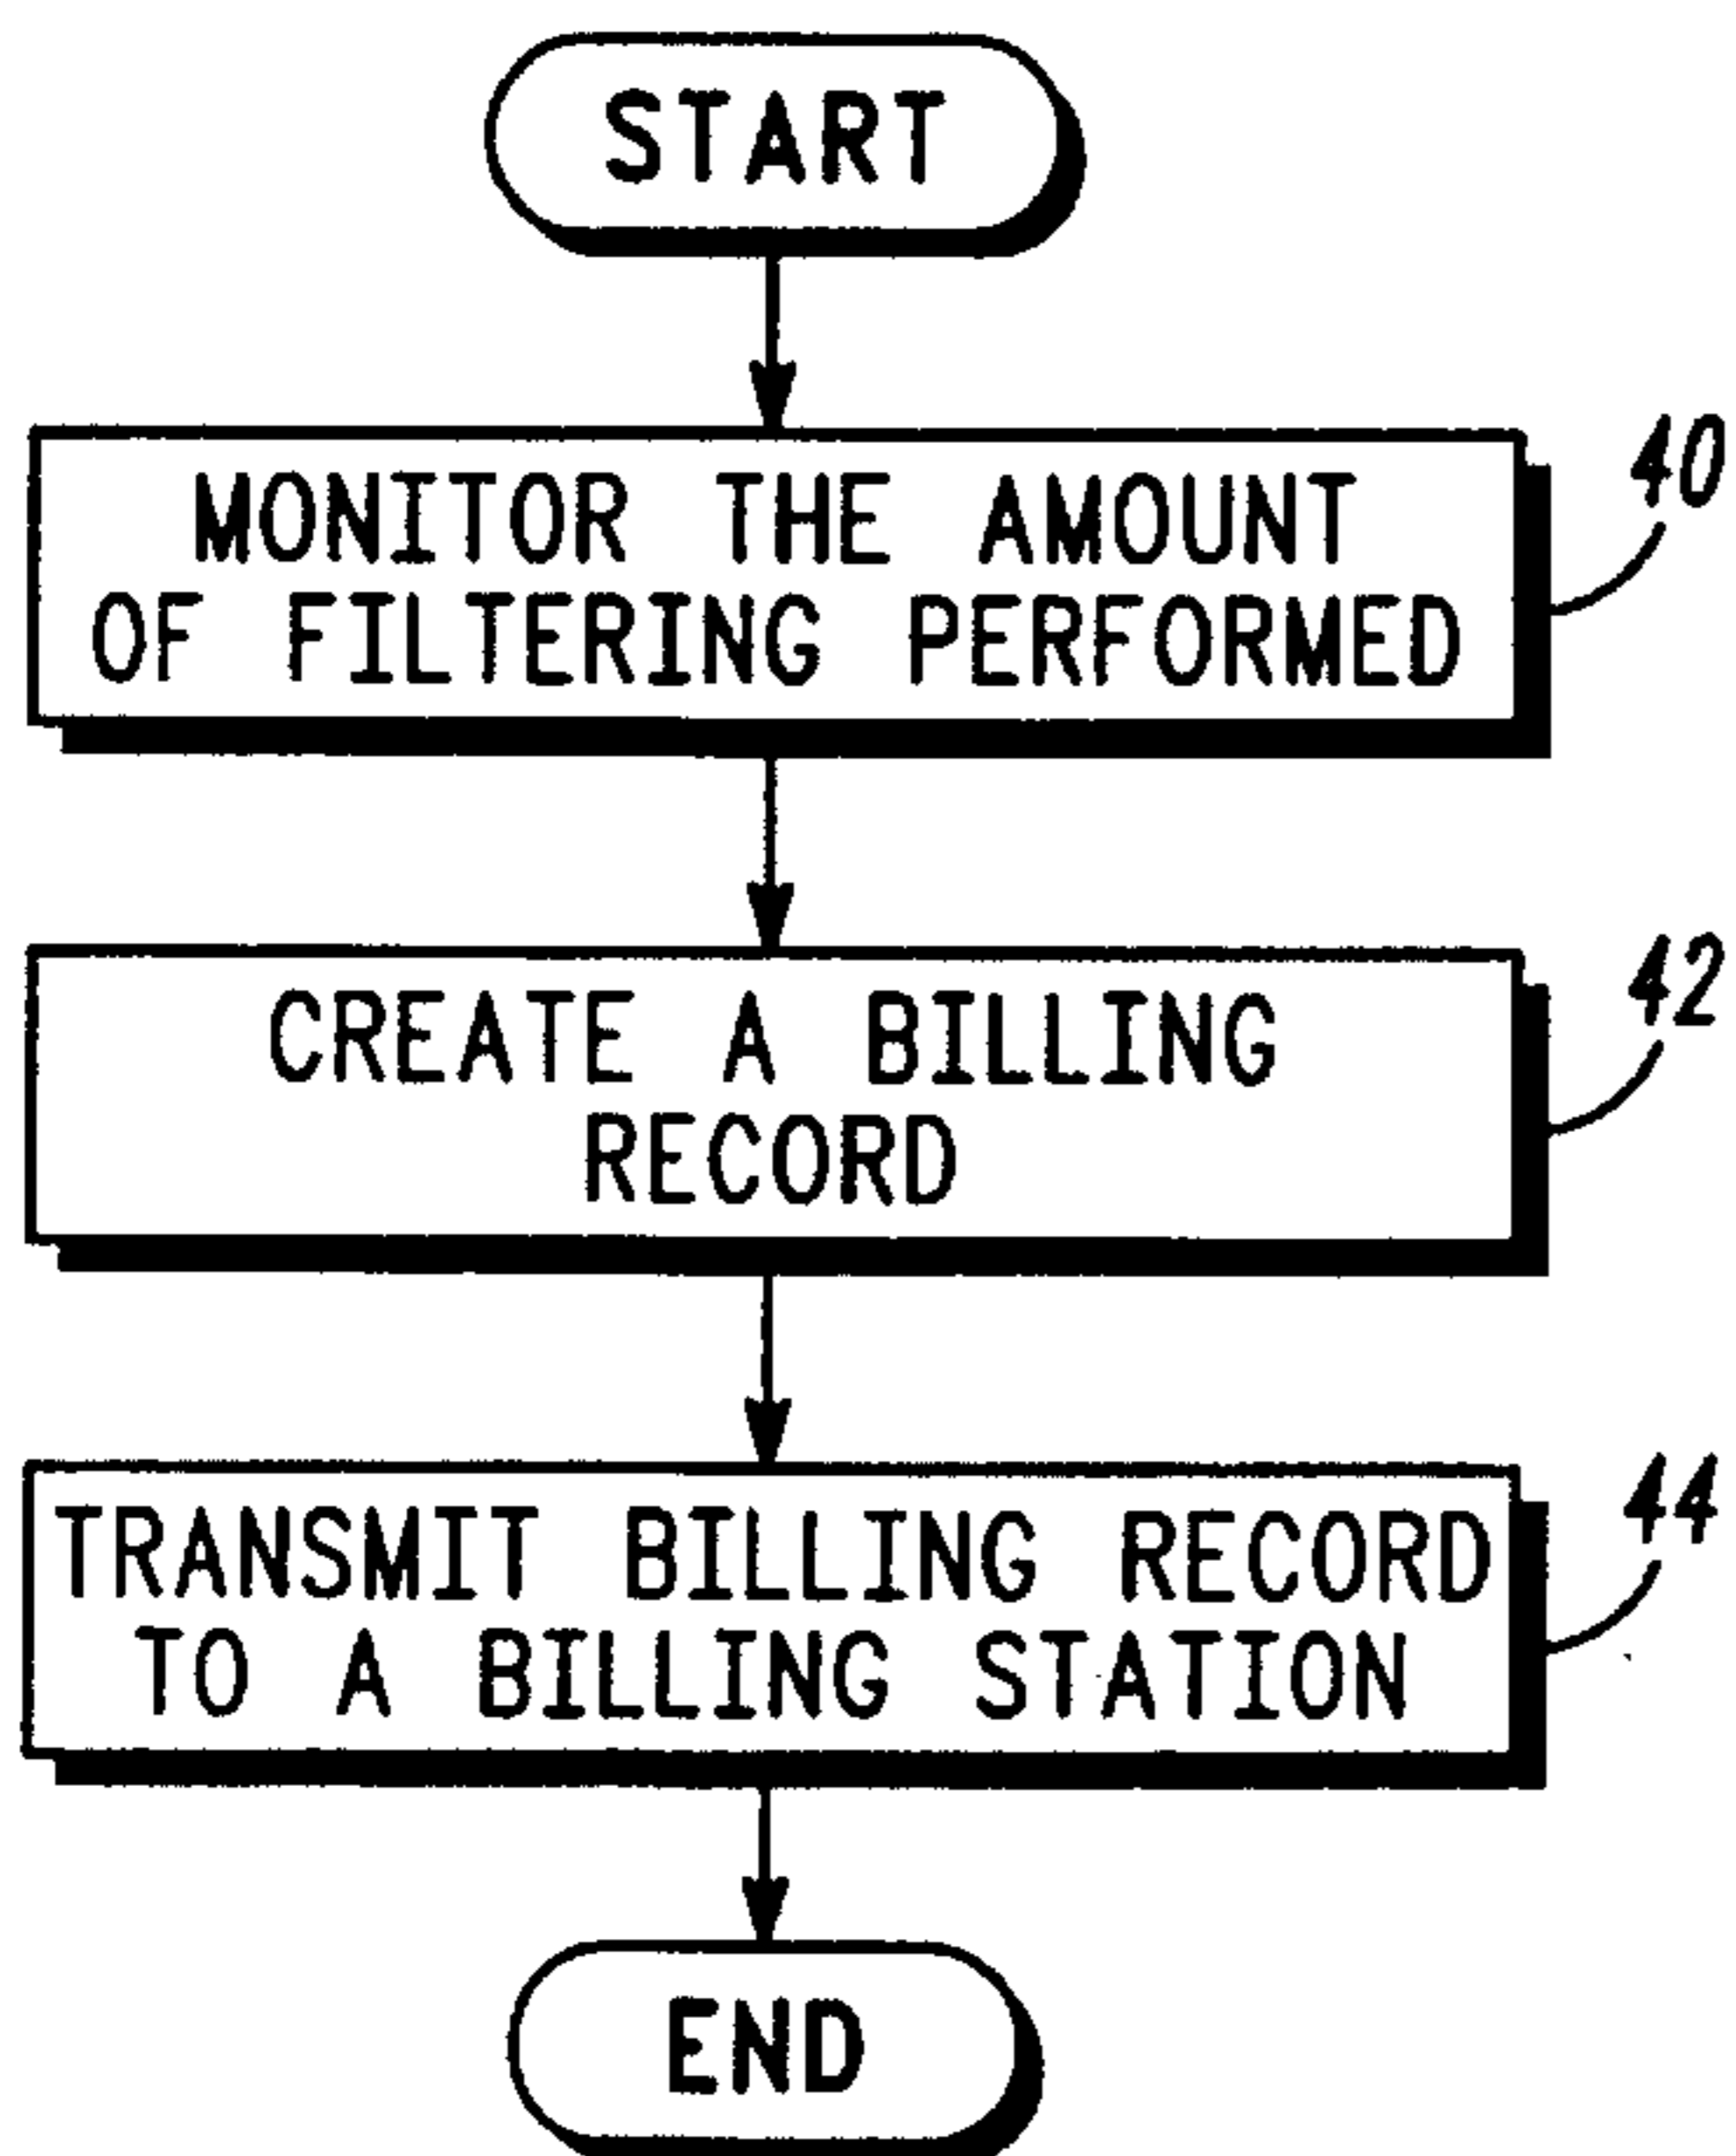 START
MONITOR THE AMOUNT
OF FILTERING PERFORMED
40
CREATE A BILLING
RECORD
42
TRANSMIT BILLING RECORD
TO A BILLING STATION
44
END